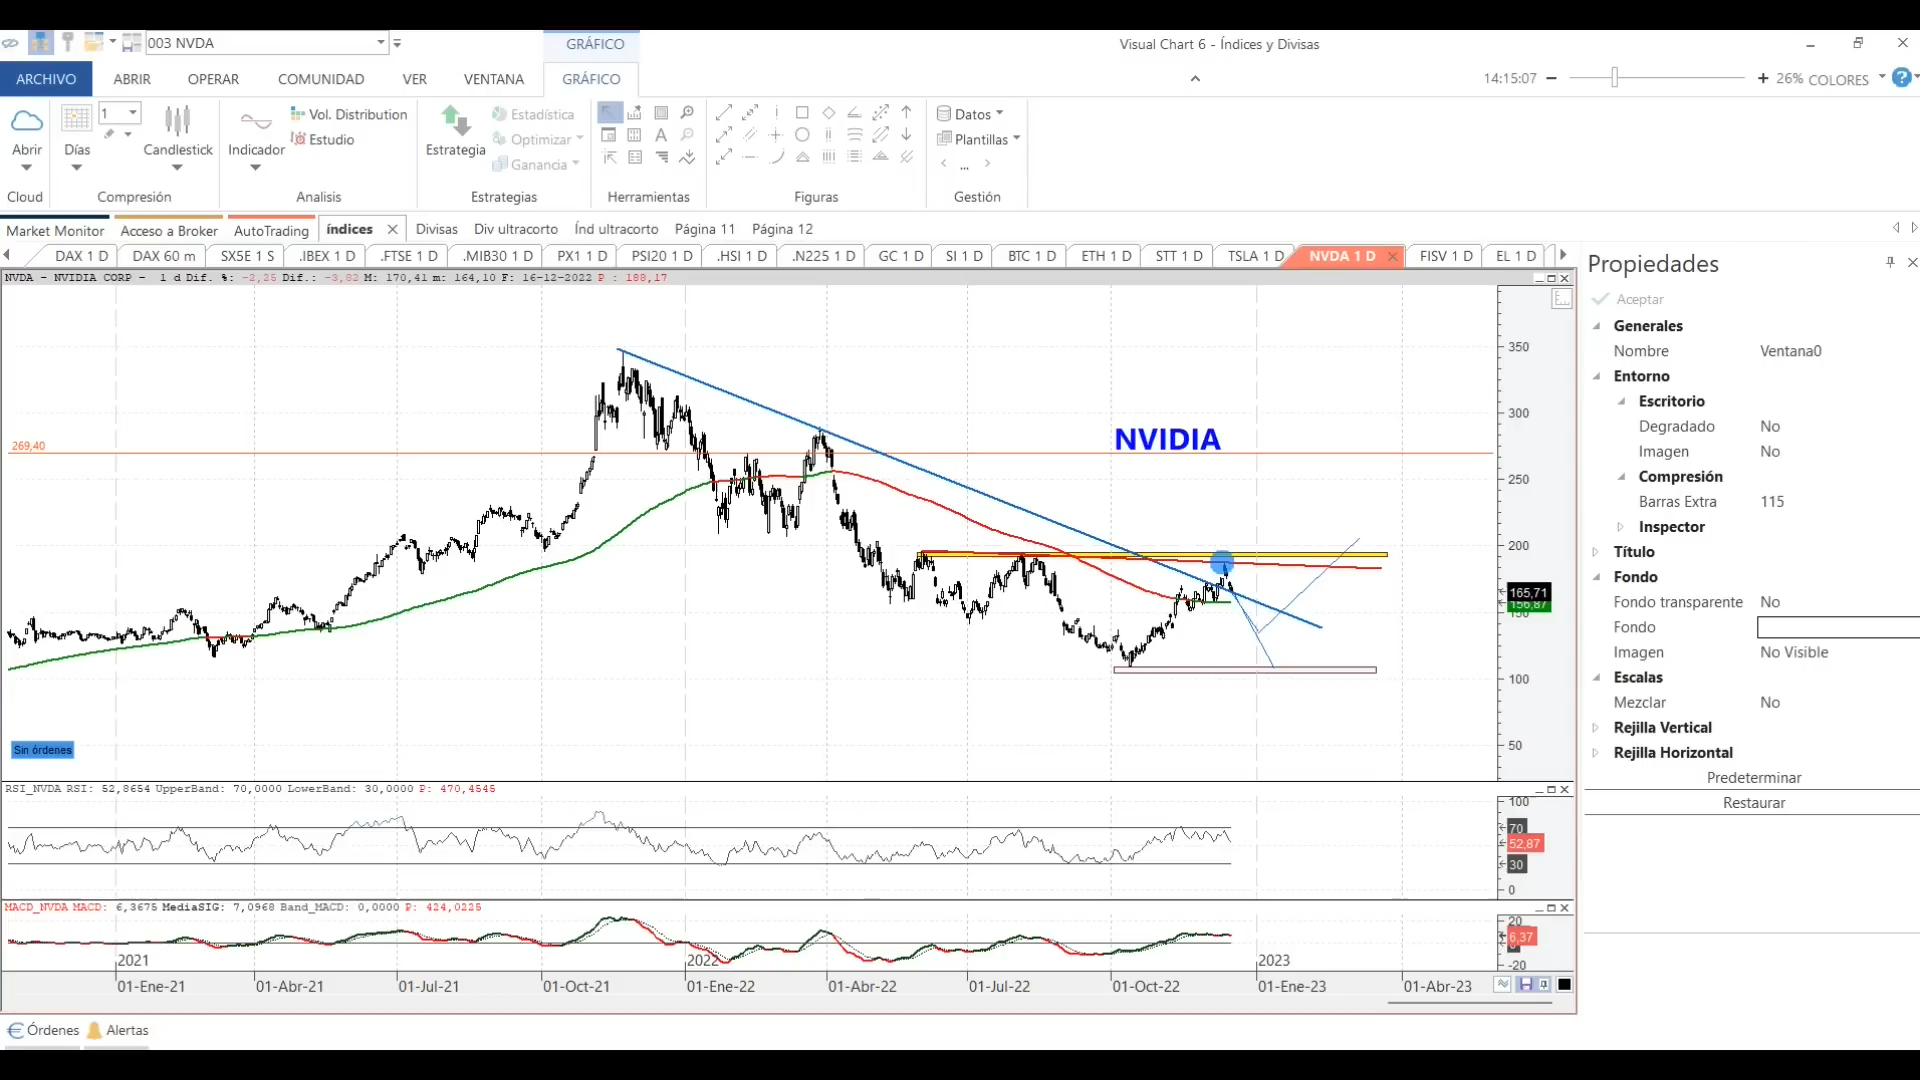 003 NVDA
GRÁFICO
Visual Chart 6 - Índices y Divisas
ARCHIVO ABRIR OPERAR COMUNIDAD VER VENTANA GRÁFICO
14:15:07 26% COLORES
1
Vol. Distribution
Estudio
Estadística
Optimizar
Ganancia
Datos
Plantillas
...
Abrir Días Candlestick Indicador Estrategia
Cloud Compresión Analisis Estrategias Herramientas Figuras Gestión
Market Monitor Acceso a Broker AutoTrading índices Divisas Div ultracorto Índ ultracorto Página 11 Página 12
DAX 1 D DAX 60 m SX5E 1 S .IBEX 1 D .FTSE 1 D .MIB30 1 D PX1 1 D PSI20 1 D .HSI 1 D .N225 1 D GC 1 D SI 1 D BTC 1 D ETH 1 D STT 1 D TSLA 1 D NVDA 1 D FISV 1 D EL 1 D
NVDA - NVIDIA CORP - 1 d Dif. %: -2,25 Dif.: -3,82 M: 170,41 m: 164,10 F: 16-12-2022 P : 188,17
350
300
269,40
NVIDIA
250
200
165,71
156,87
150
100
50
Sin órdenes
RSI_NVDA RSI: 52,8654 UpperBand: 70,0000 LowerBand: 30,0000 P: 470,4545
100
70
52,87
30
0
MACD_NVDA MACD: 6,3675 MediaSIG: 7,0968 Band_MACD: 0,0000 P: 424,0225
20
6,37
-20
2021 2022 2023
01-Ene-21 01-Abr-21 01-Jul-21 01-Oct-21 01-Ene-22 01-Abr-22 01-Jul-22 01-Oct-22 01-Ene-23 01-Abr-23
Órdenes Alertas
Propiedades
Aceptar
Generales
Nombre Ventana0
Entorno
Escritorio
Degradado No
Imagen No
Compresión
Barras Extra 115
Inspector
Título
Fondo
Fondo transparente No
Fondo
Imagen No Visible
Escalas
Mezclar No
Rejilla Vertical
Rejilla Horizontal
Predeterminar
Restaurar